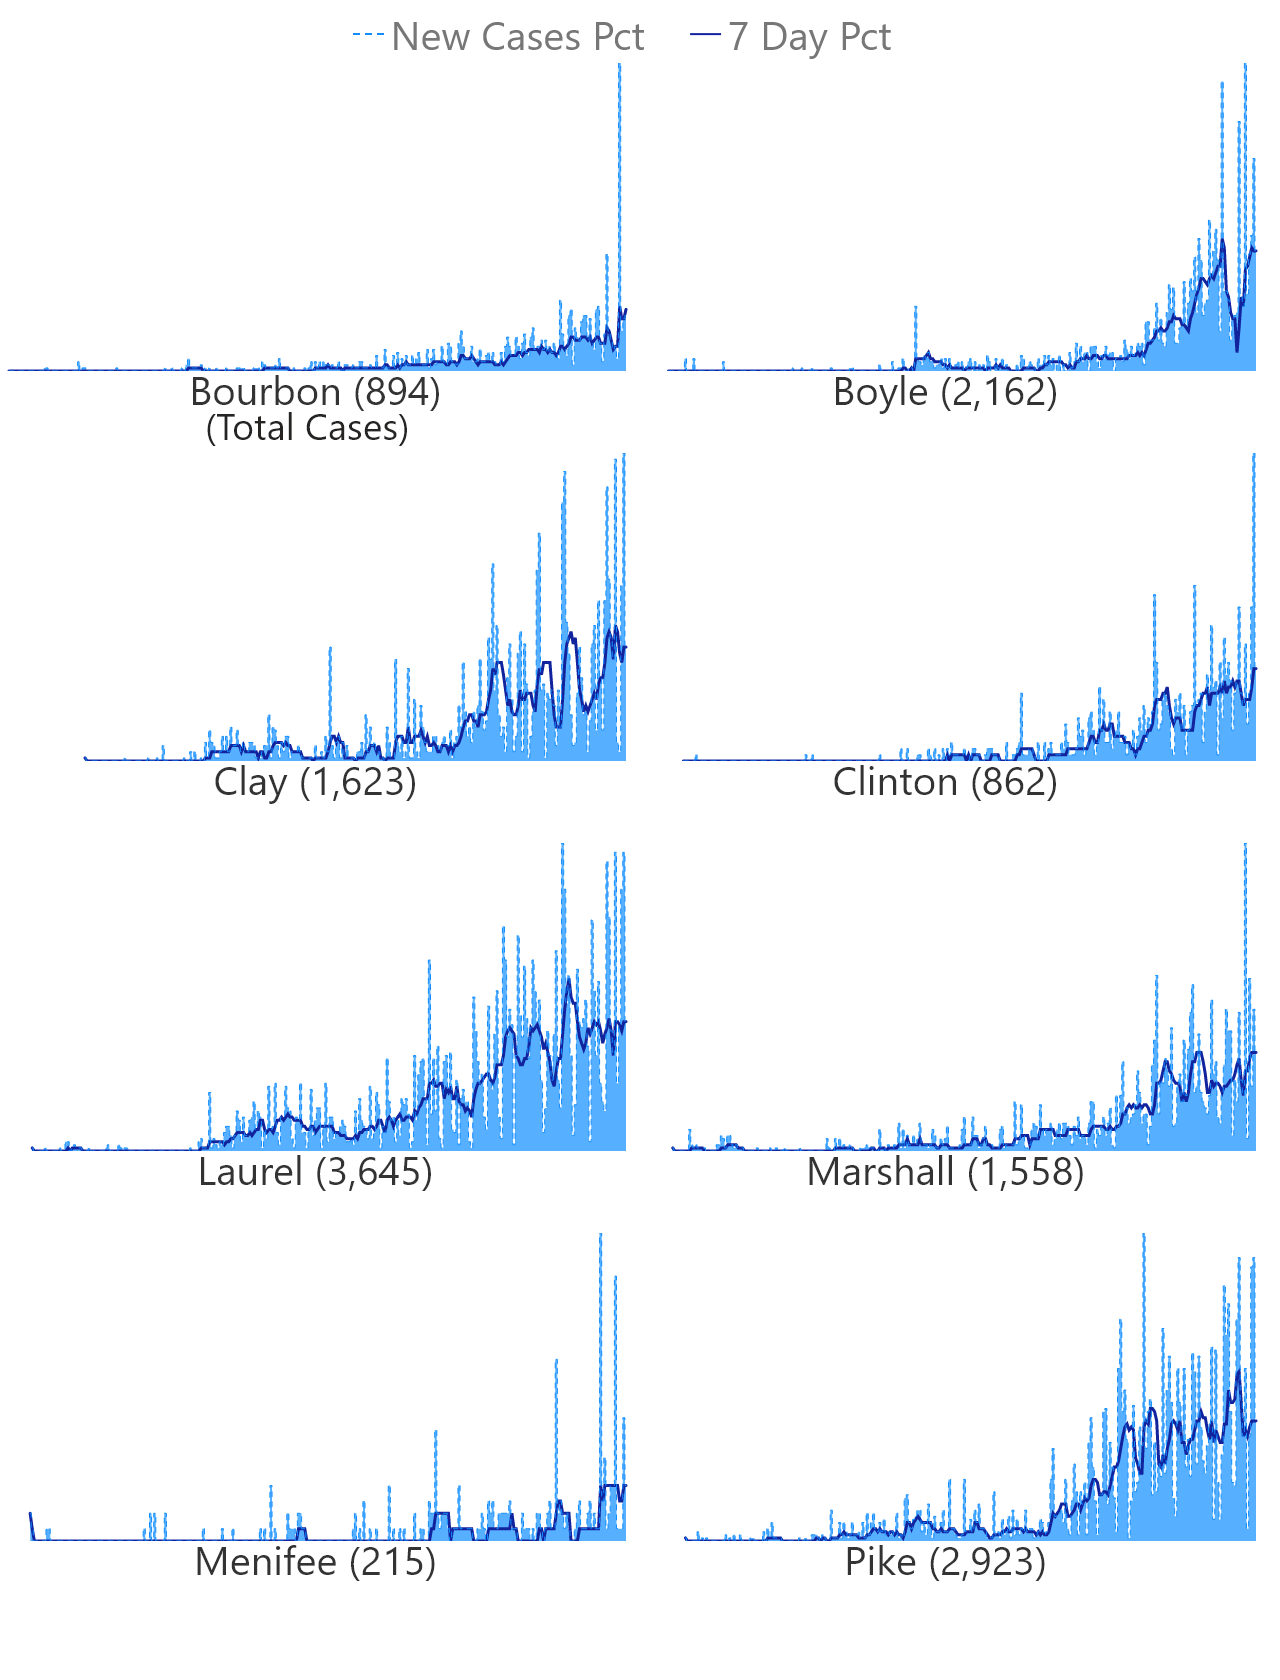 New Cases Pct 7 Day Pct
Bourbon (894) Boyle (2,162)
(Total Cases)
Clay (1,623) Clinton (862)
Laurel (3,645) Marshall (1,558)
Menifee (215) Pike (2,923)